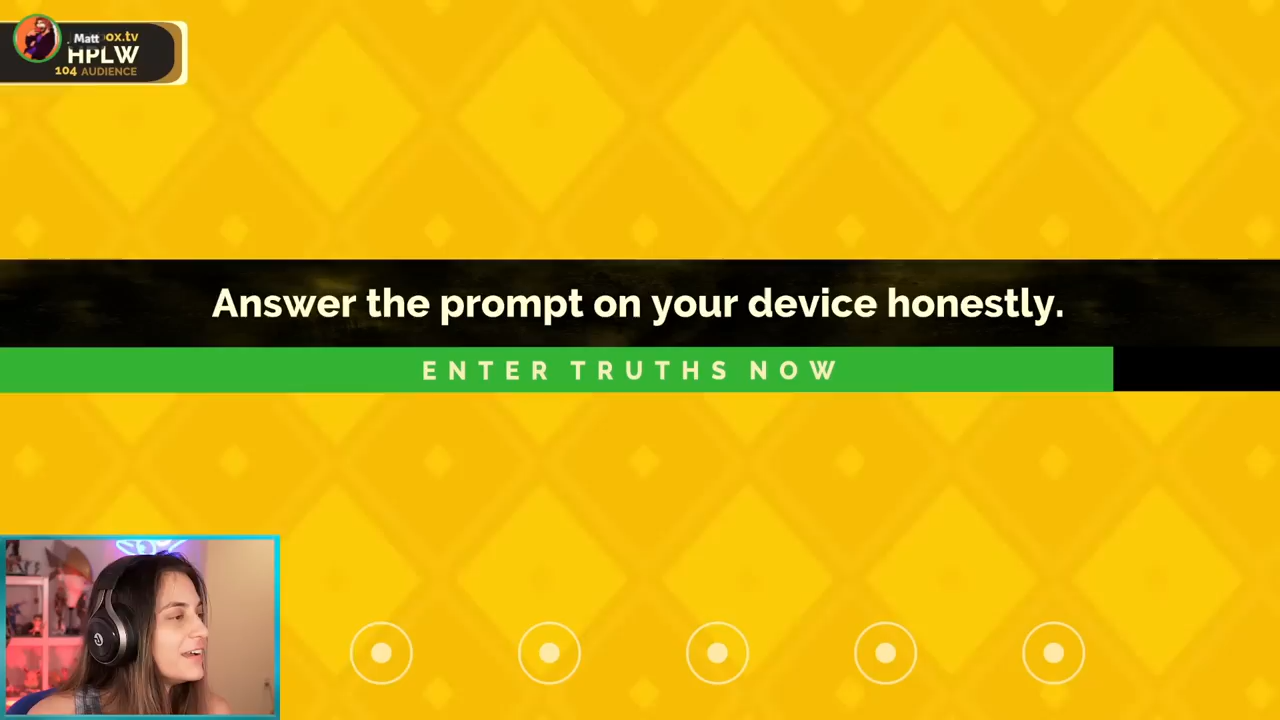 ox.tv
Matt
HPLW
104 AUDIENCE
Answer the prompt on your device honestly.
ENTER TRUTHS NOW